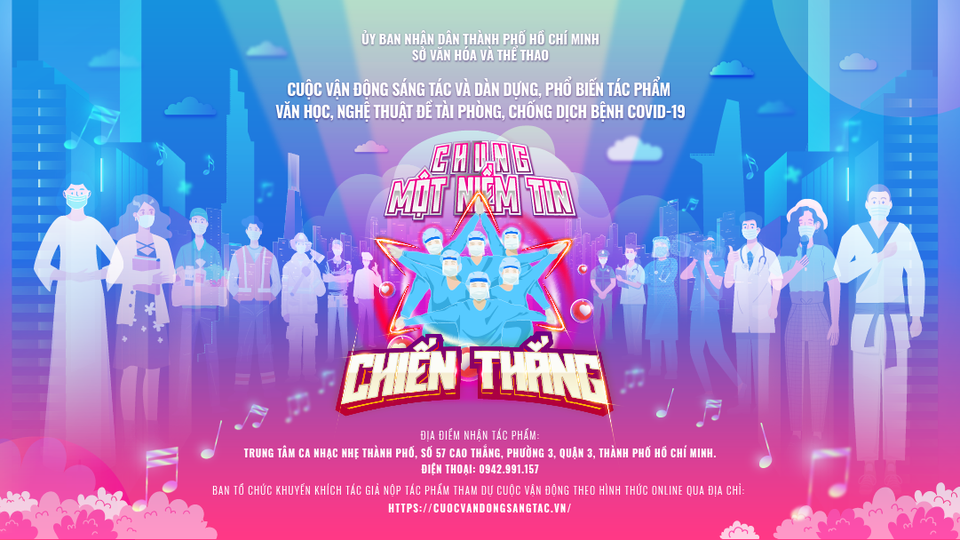 ỦY BAN NHÂN DÂN THÀNH PHỐ HỒ CHÍ MINH
SỞ VĂN HÓA VÀ THỂ THAO
CUỘC VẬN ĐỘNG SÁNG TÁC VÀ DÀN DỰNG, PHỔ BIẾN TÁC PHẨM
VĂN HỌC, NGHỆ THUẬT ĐỀ TÀI PHÒNG, CHỐNG DỊCH BỆNH COVID-19
CHUNG
MỘT NIỀM TIN
CHIẾN THẮNG
ĐỊA ĐIỂM NHẬN TÁC PHẨM:
TRUNG TÂM CA NHẠC NHẸ THÀNH PHỐ, SỐ 57 CAO THẮNG, PHƯỜNG 3, QUẬN 3, THÀNH PHỐ HỒ CHÍ MINH.
ĐIỆN THOẠI: 0942.991.157
BAN TỔ CHỨC KHUYẾN KHÍCH TÁC GIẢ NỘP TÁC PHẨM THAM DỰ CUỘC VẬN ĐỘNG THEO HÌNH THỨC ONLINE QUA ĐỊA CHỈ:
HTTPS://CUOCVANDONGSANGTAC.VN/